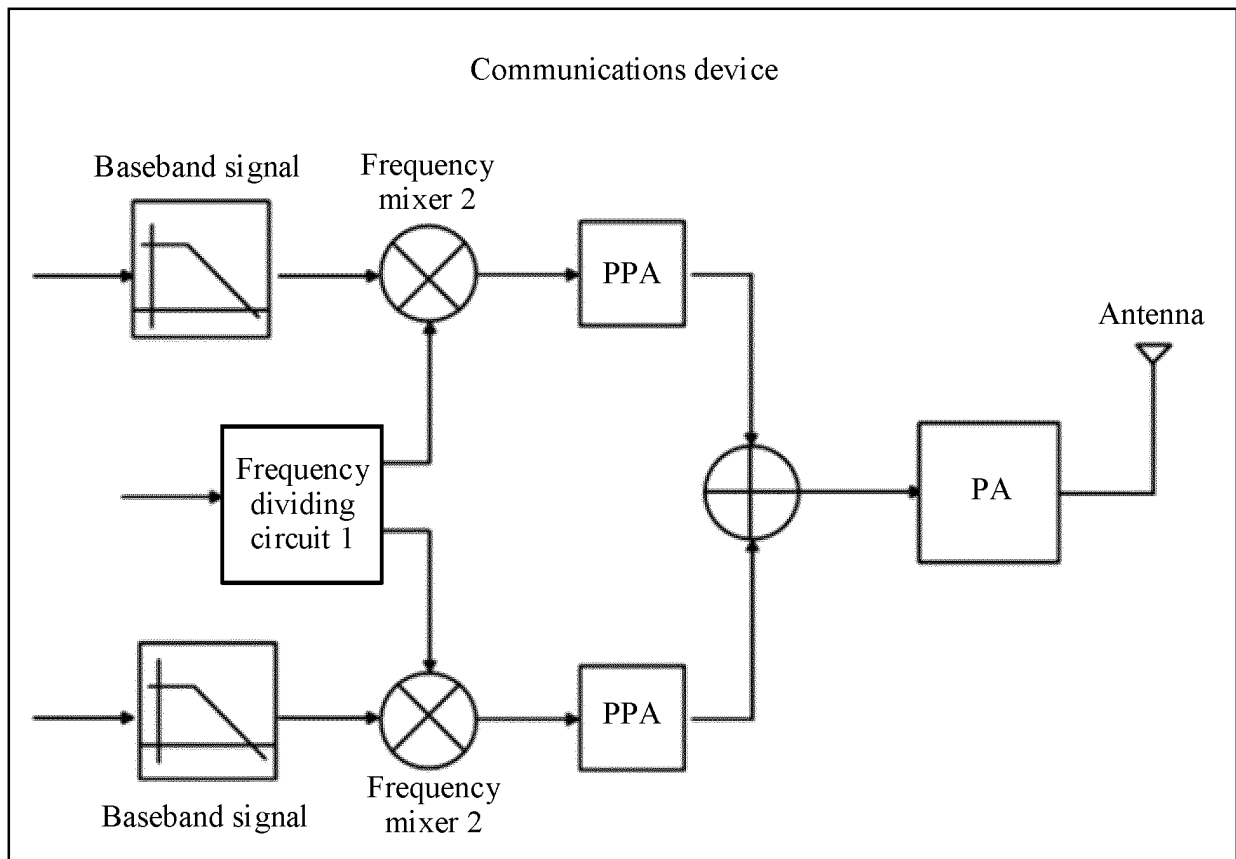 Communications device
Baseband signal
Frequency
mixer 2
PPA
Antenna
Frequency
dividing
circuit 1
PA
PPA
Baseband signal
Frequency
mixer 2